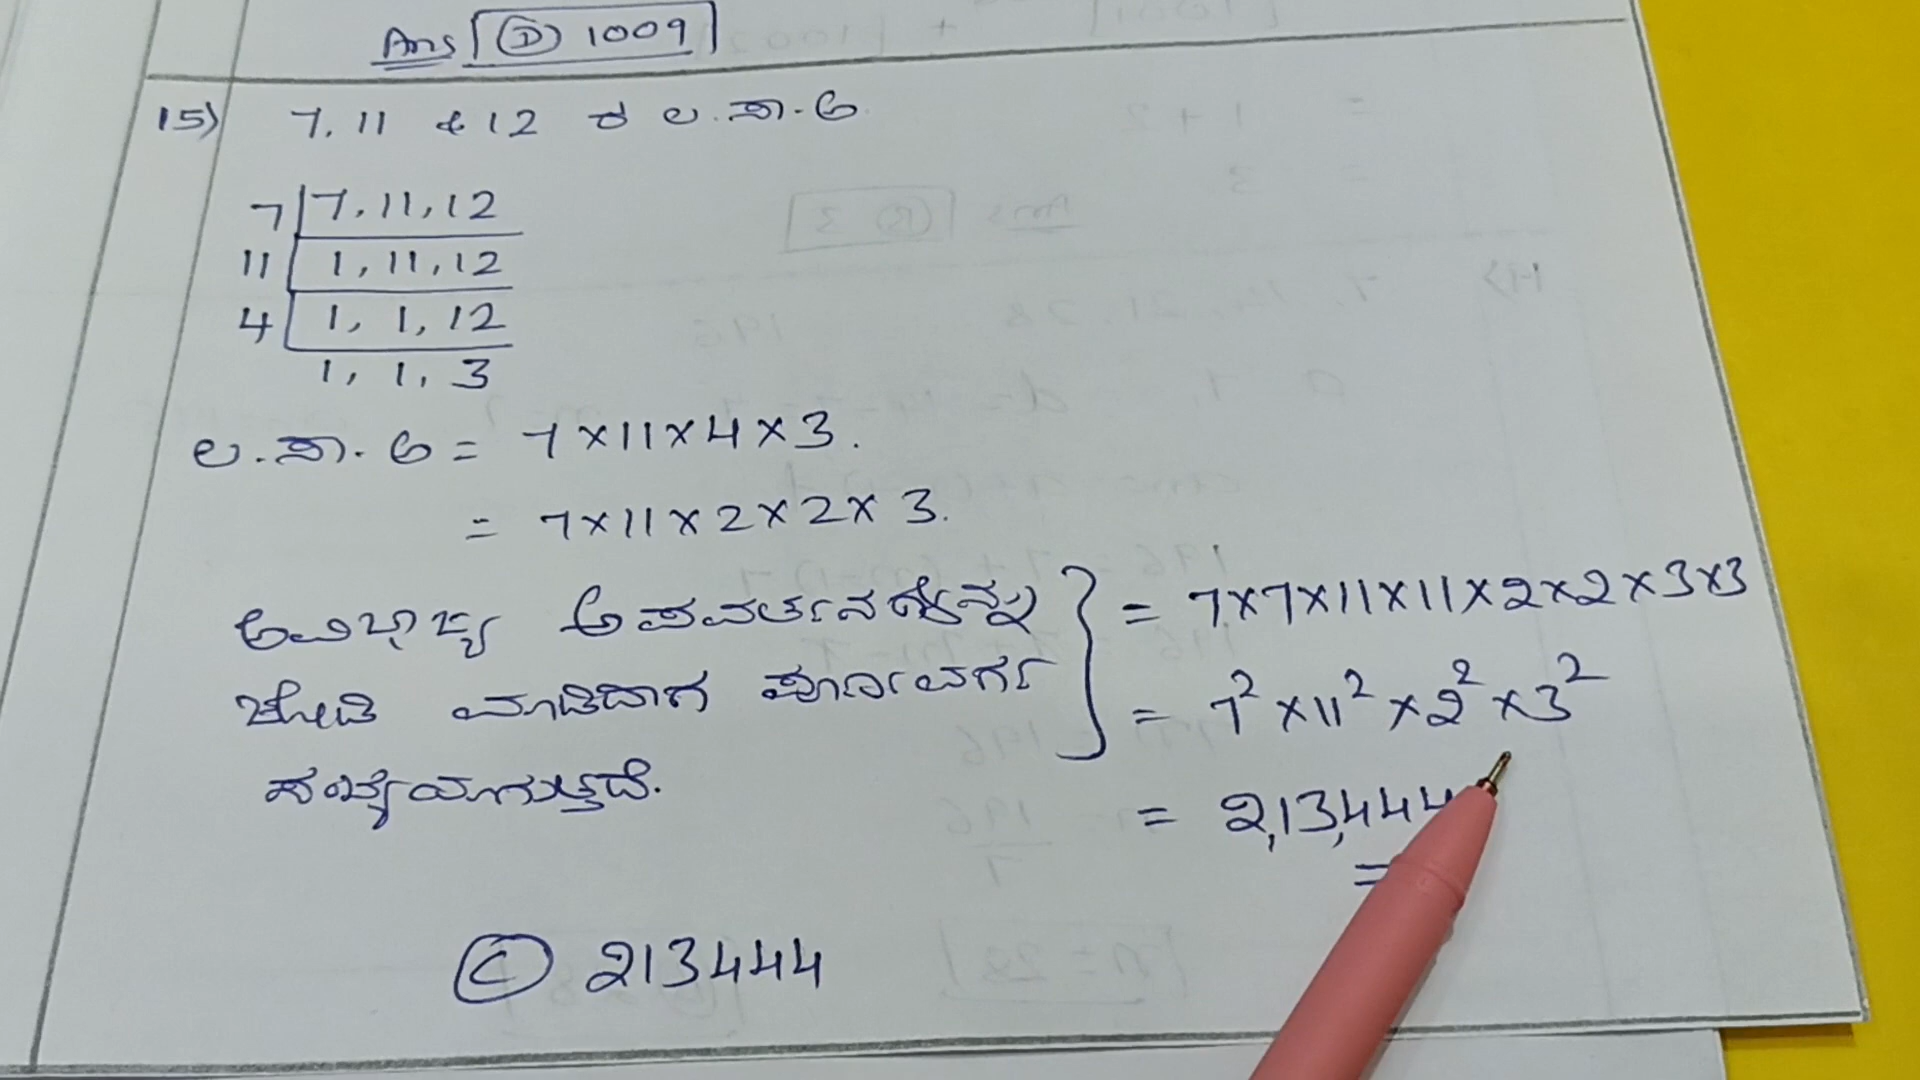 Ans (D) 1009
15) 7, 11 & 12 ರ ಲ.ಸಾ.ಅ.
7 | 7, 11, 12
11 | 1, 11, 12
4 | 1, 1, 12
1, 1, 3
ಲ.ಸಾ.ಅ = 7×11×4×3.
= 7×11×2×2×3.
ಅವಿಭಾಜ್ಯ ಅಪವರ್ತನಗಳನ್ನು } = 7×7×11×11×2×2×3×3
ಜೋಡಿ ಮಾಡಿದಾಗ ಪೂರ್ಣವರ್ಗ = 7² × 11² × 2² × 3²
ಸಂಖ್ಯೆಯಾಗುತ್ತದೆ. = 2,13,444
(C) 213444